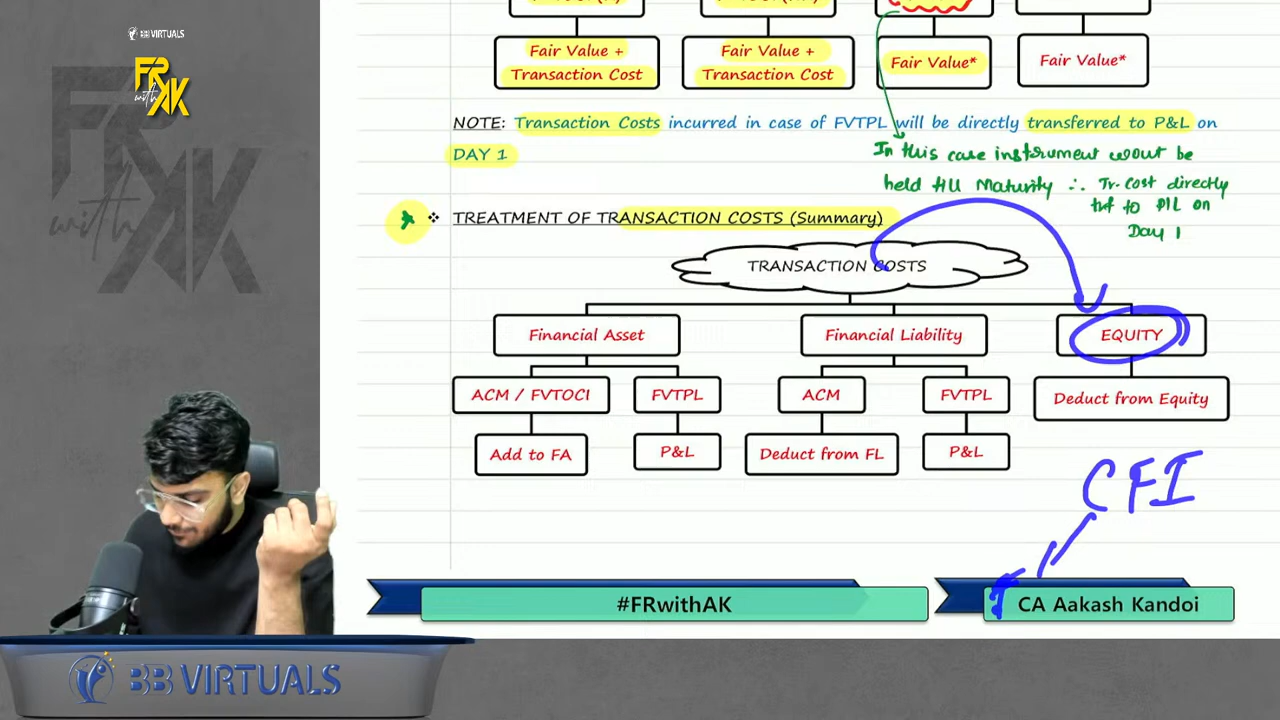 BB VIRTUALS
FR
with
AK
FR
with
AK
Fair Value +
Transaction Cost
Fair Value +
Transaction Cost
Fair Value*
Fair Value*
NOTE: Transaction Costs incurred in case of FVTPL will be directly transferred to P&L on
DAY 1
In this case instrument wont be
held till Maturity ∴ Tr. Cost directly
trf to P/L on
Day 1
❖ TREATMENT OF TRANSACTION COSTS (Summary)
TRANSACTION COSTS
Financial Asset
Financial Liability
EQUITY
ACM / FVTOCI
FVTPL
ACM
FVTPL
Deduct from Equity
Add to FA
P&L
Deduct from FL
P&L
CFI
#FRwithAK
CA Aakash Kandoi
BB VIRTUALS